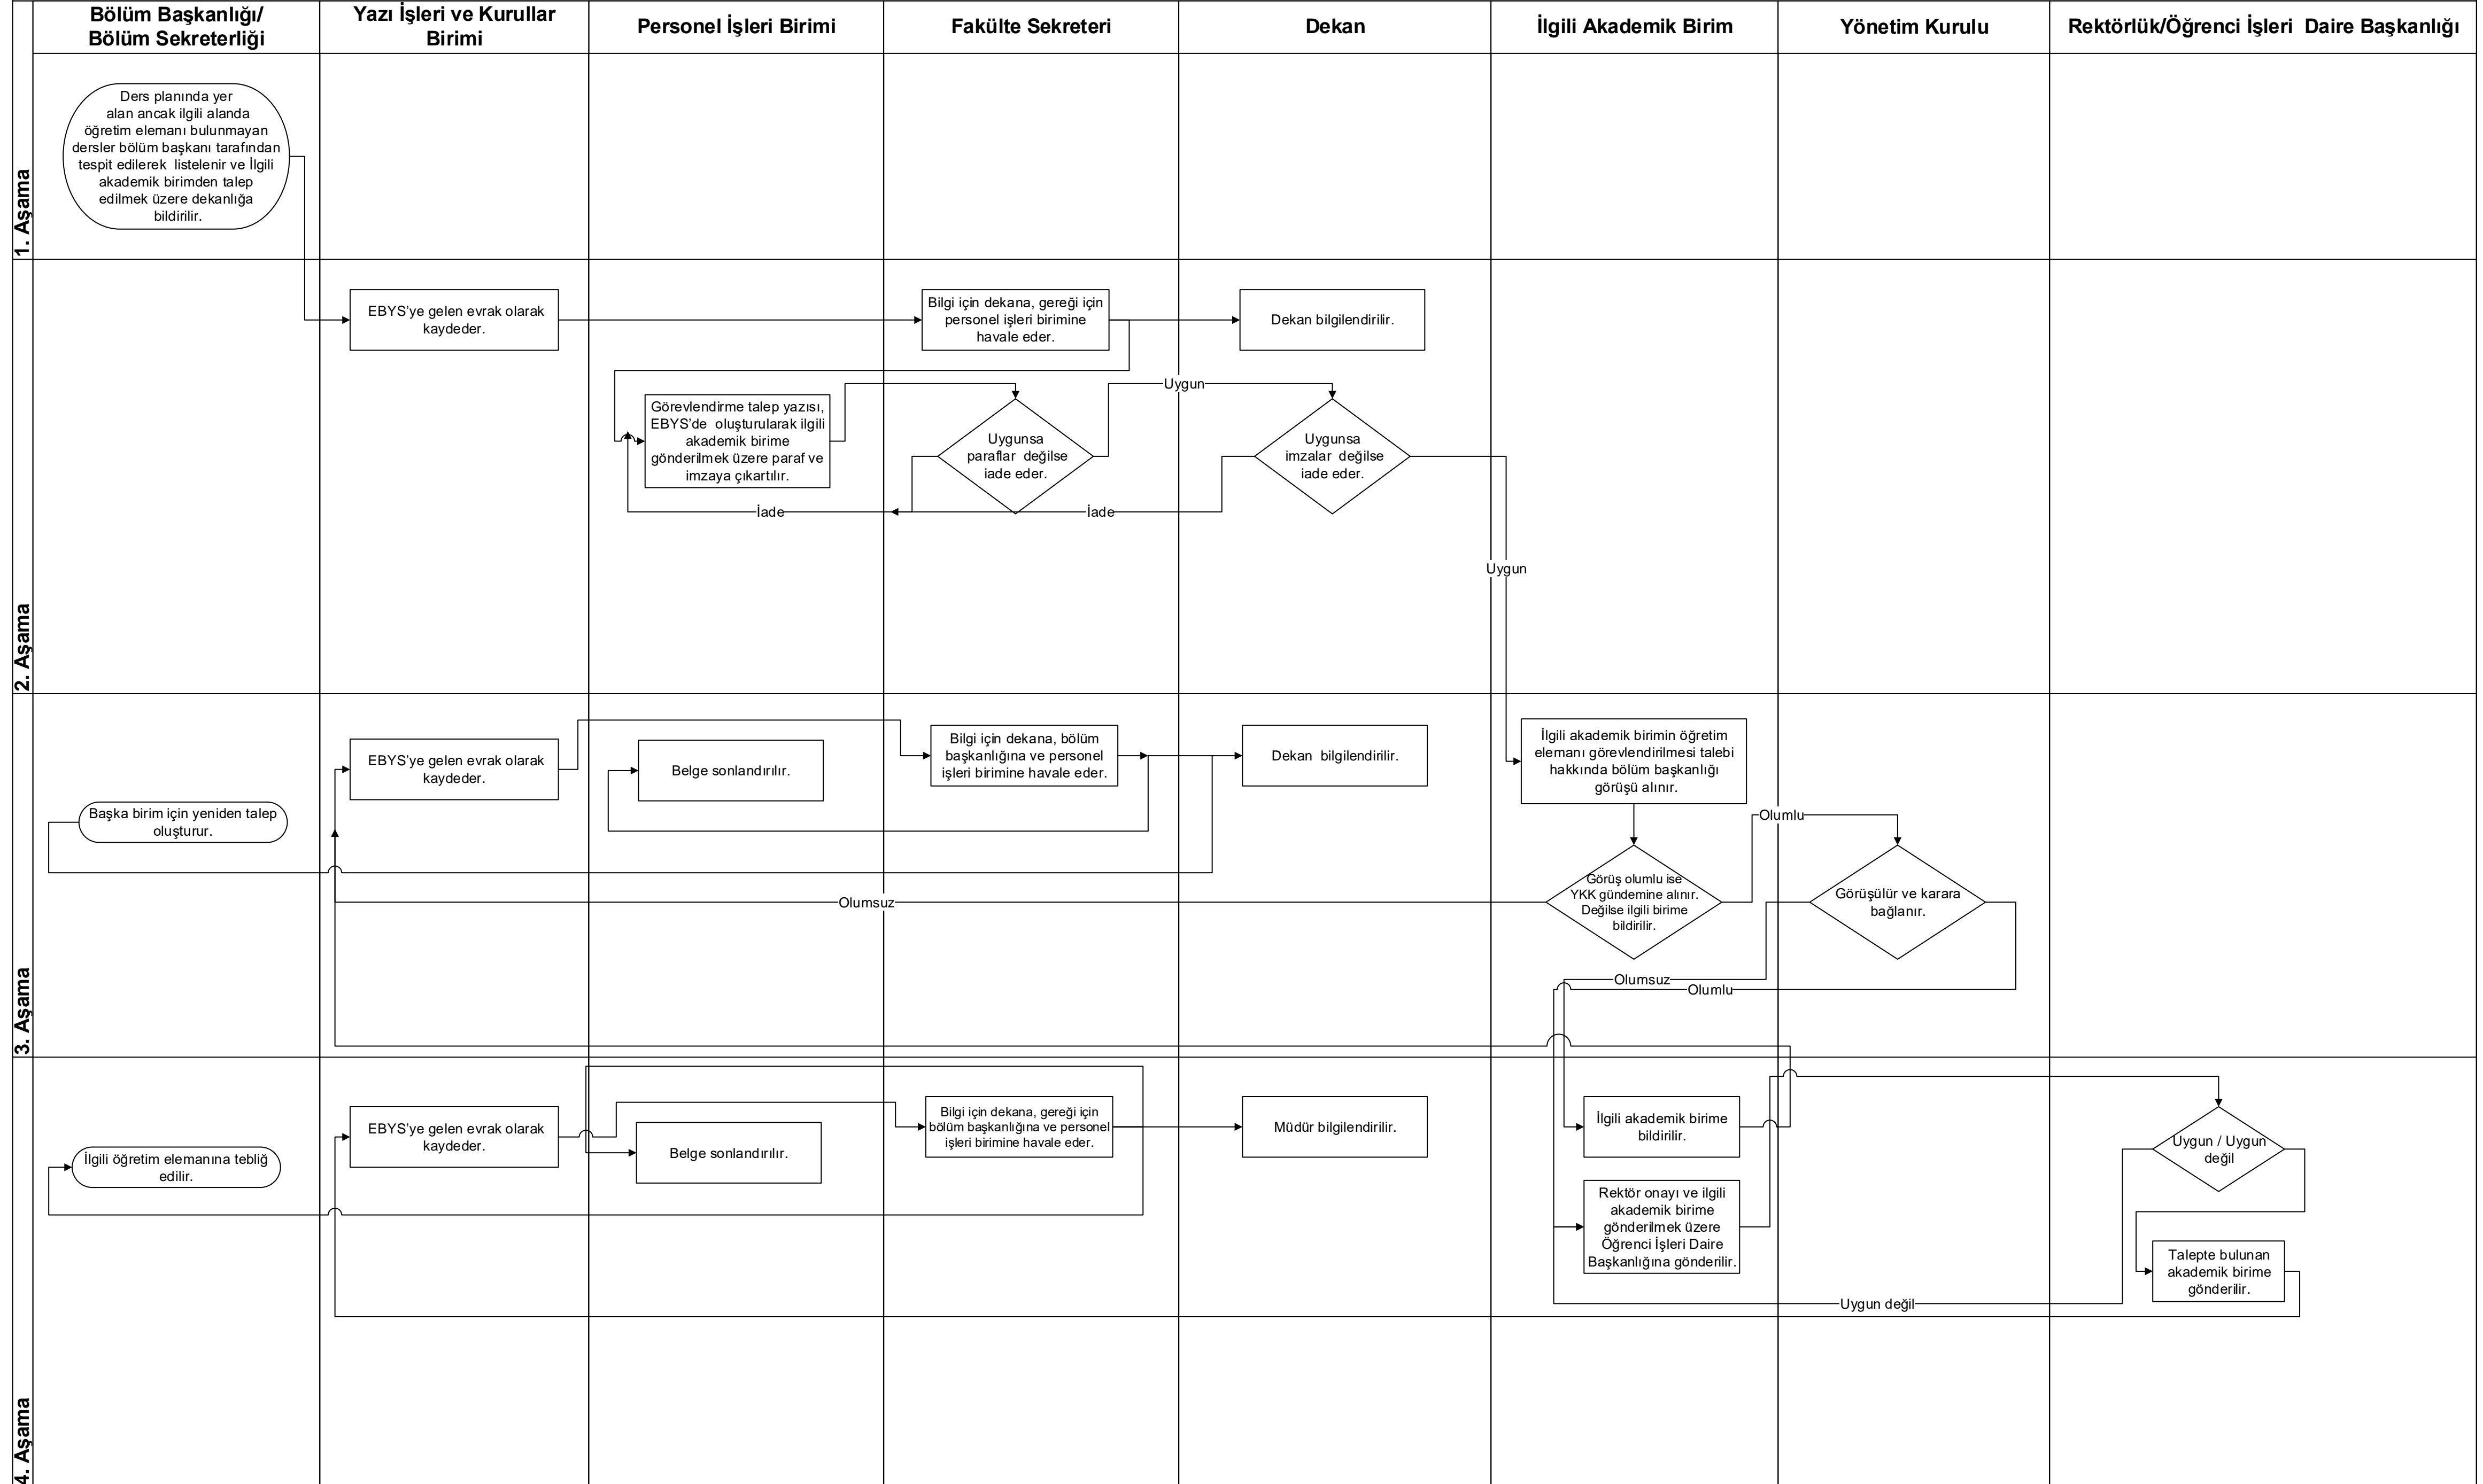 Bölüm Başkanlığı/
Bölüm Sekreterliği
Yazı İşleri ve Kurullar
Birimi
Personel İşleri Birimi
Fakülte Sekreteri
Dekan
İlgili Akademik Birim
Yönetim Kurulu
Rektörlük/Öğrenci İşleri Daire Başkanlığı
1. Aşama
Ders planında yer
alan ancak ilgili alanda
öğretim elemanı bulunmayan
dersler bölüm başkanı tarafından
tespit edilerek listelenir ve İlgili
akademik birimden talep
edilmek üzere dekanlığa
bildirilir.
2. Aşama
EBYS’ye gelen evrak olarak
kaydeder.
Bilgi için dekana, gereği için
personel işleri birimine
havale eder.
Dekan bilgilendirilir.
Görevlendirme talep yazısı,
EBYS’de oluşturularak ilgili
akademik birime
gönderilmek üzere paraf ve
imzaya çıkartılır.
Uygunsa
paraflar değilse
iade eder.
Uygun
Uygunsa
imzalar değilse
iade eder.
İade
İade
Uygun
3. Aşama
Başka birim için yeniden talep
oluşturur.
EBYS’ye gelen evrak olarak
kaydeder.
Belge sonlandırılır.
Bilgi için dekana, bölüm
başkanlığına ve personel
işleri birimine havale eder.
Dekan bilgilendirilir.
İlgili akademik birimin öğretim
elemanı görevlendirilmesi talebi
hakkında bölüm başkanlığı
görüşü alınır.
Olumlu
Olumsuz
Görüş olumlu ise
YKK gündemine alınır.
Değilse ilgili birime
bildirilir.
Görüşülür ve karara
bağlanır.
Olumsuz
Olumlu
4. Aşama
İlgili öğretim elemanına tebliğ
edilir.
EBYS’ye gelen evrak olarak
kaydeder.
Belge sonlandırılır.
Bilgi için dekana, gereği için
bölüm başkanlığına ve personel
işleri birimine havale eder.
Müdür bilgilendirilir.
İlgili akademik birime
bildirilir.
Rektör onayı ve ilgili
akademik birime
gönderilmek üzere
Öğrenci İşleri Daire
Başkanlığına gönderilir.
Uygun / Uygun
değil
Talepte bulunan
akademik birime
gönderilir.
Uygun değil